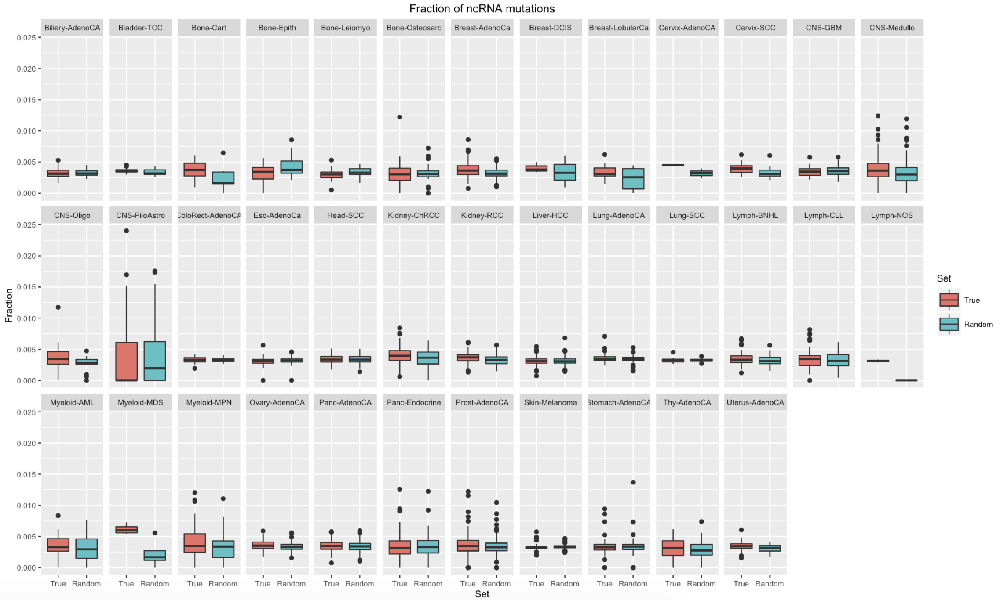 Fraction of ncRNA mutations
Biliary-AdenoCA Bladder-TCC Bone-Cart Bone-Epith Bone-Leiomyo Bone-Osteosarc Breast-AdenoCa Breast-DCIS Breast-LobularCa Cervix-AdenoCA Cervix-SCC CNS-GBM CNS-Medullo
0.025
0.020
0.015
0.010
0.005
0.000
CNS-Oligo CNS-PiloAstro ColoRect-AdenoCA Eso-AdenoCa Head-SCC Kidney-ChRCC Kidney-RCC Liver-HCC Lung-AdenoCA Lung-SCC Lymph-BNHL Lymph-CLL Lymph-NOS
0.025
0.020
0.015
0.010
0.005
0.000
Myeloid-AML Myeloid-MDS Myeloid-MPN Ovary-AdenoCA Panc-AdenoCA Panc-Endocrine Prost-AdenoCA Skin-Melanoma Stomach-AdenoCA Thy-AdenoCA Uterus-AdenoCA
0.025
0.020
0.015
0.010
0.005
0.000
True Random True Random True Random True Random True Random True Random True Random True Random True Random True Random True Random
Set
Fraction
Set
True
Random